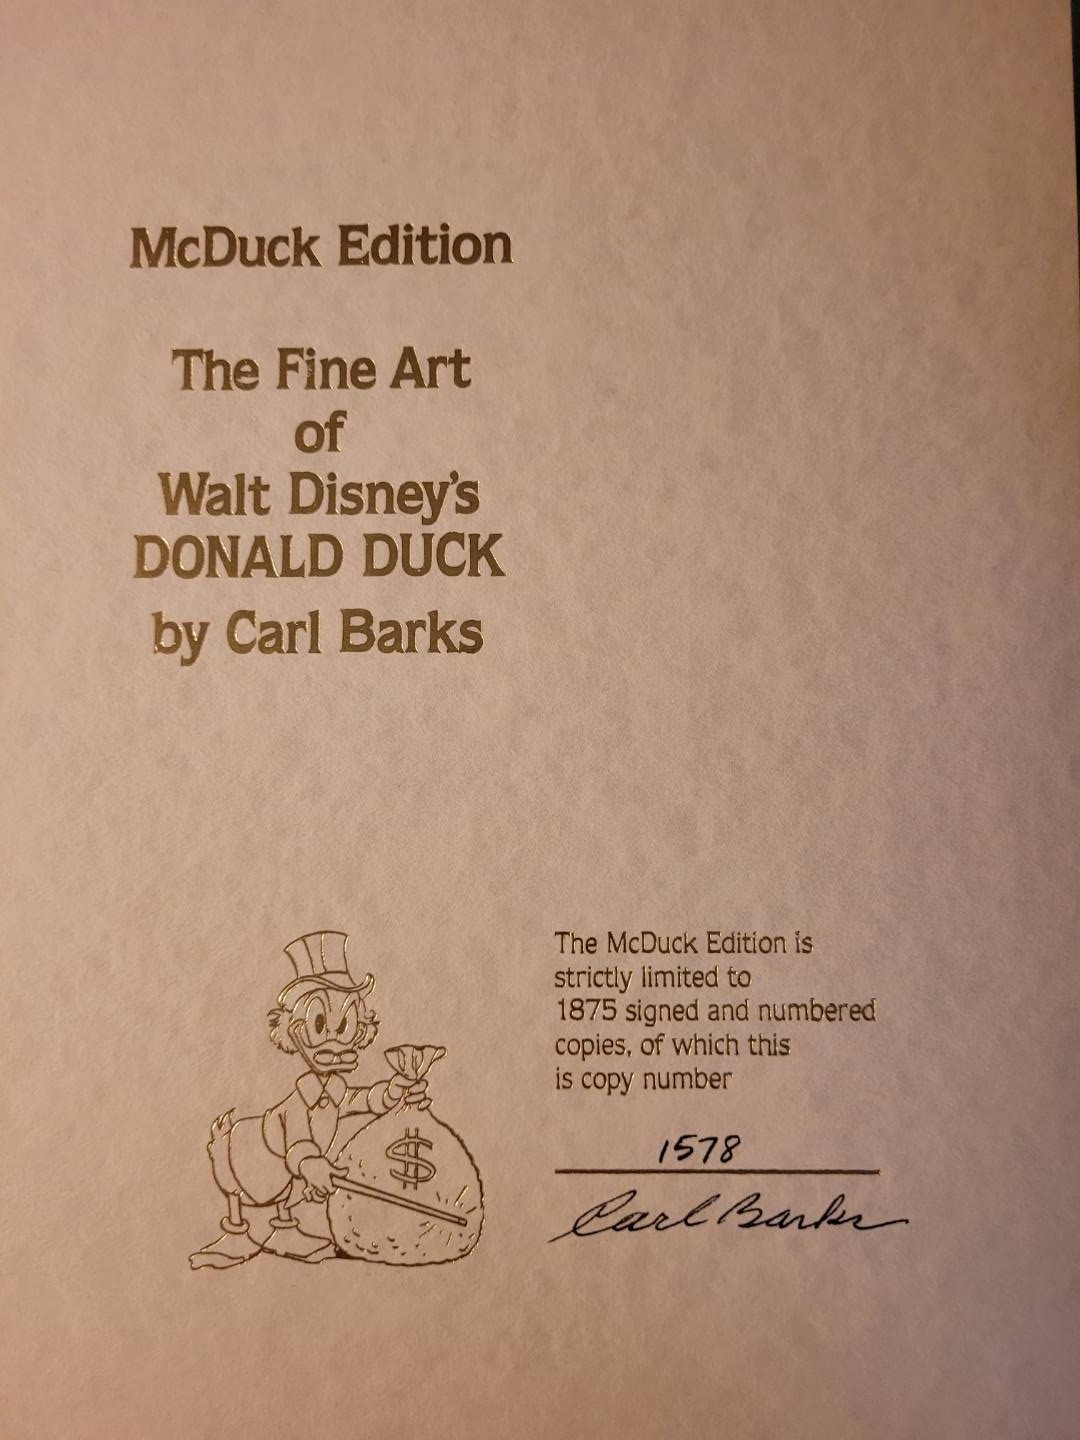 McDuck Edition
The Fine Art
of
Walt Disney's
DONALD DUCK
by Carl Barks
The McDuck Edition is
strictly limited to
1875 signed and numbered
copies, of which this
is copy number
1578
Carl Barks
$